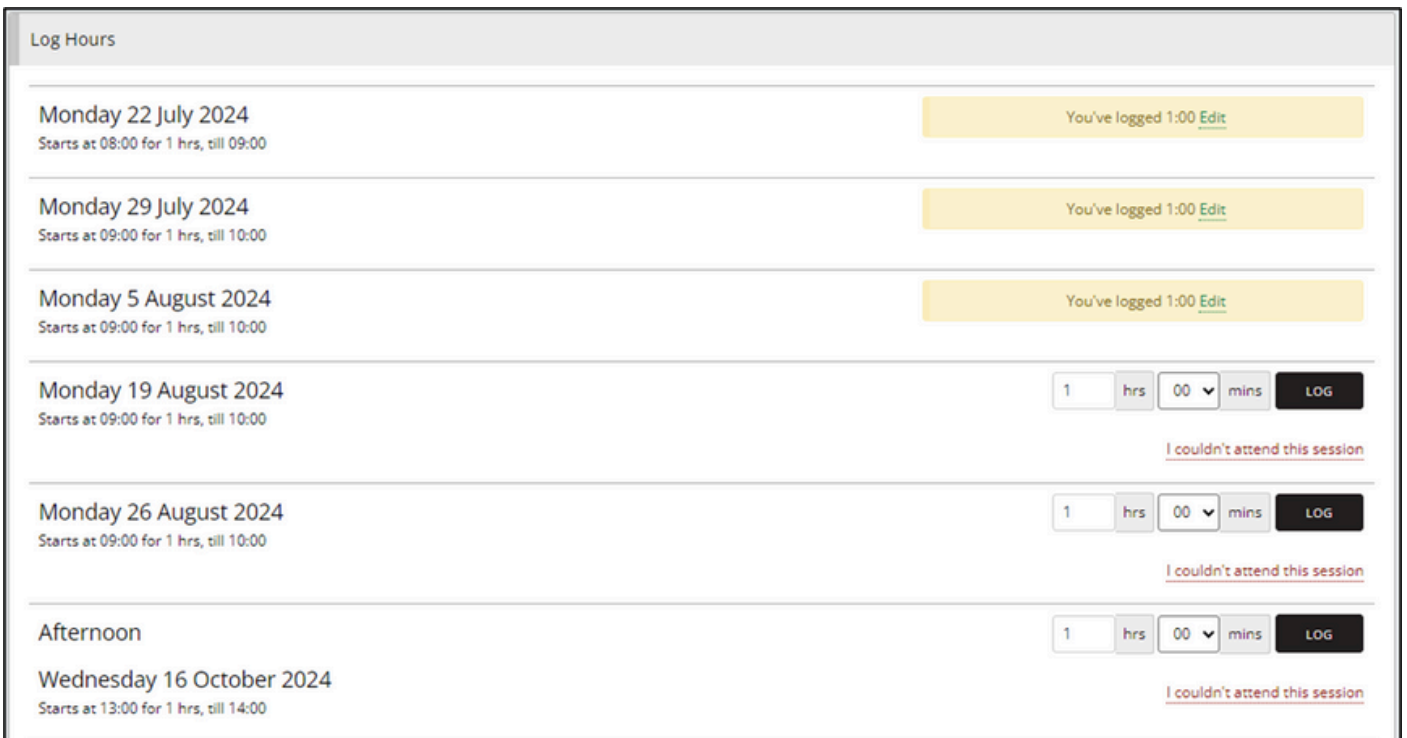 Log Hours
Monday 22 July 2024
You've logged 1:00 Edit
Starts at 08:00 for 1 hrs, till 09:00
Monday 29 July 2024
You've logged 1:00 Edit
Starts at 09:00 for 1 hrs, till 10:00
Monday 5 August 2024
You've logged 1:00 Edit
Starts at 09:00 for 1 hrs, till 10:00
Monday 19 August 2024
1 hrs 00 mins LOG
Starts at 09:00 for 1 hrs, till 10:00
I couldn't attend this session
Monday 26 August 2024
1 hrs 00 mins LOG
Starts at 09:00 for 1 hrs, till 10:00
I couldn't attend this session
Afternoon
1 hrs 00 mins LOG
Wednesday 16 October 2024
Starts at 13:00 for 1 hrs, till 14:00
I couldn't attend this session